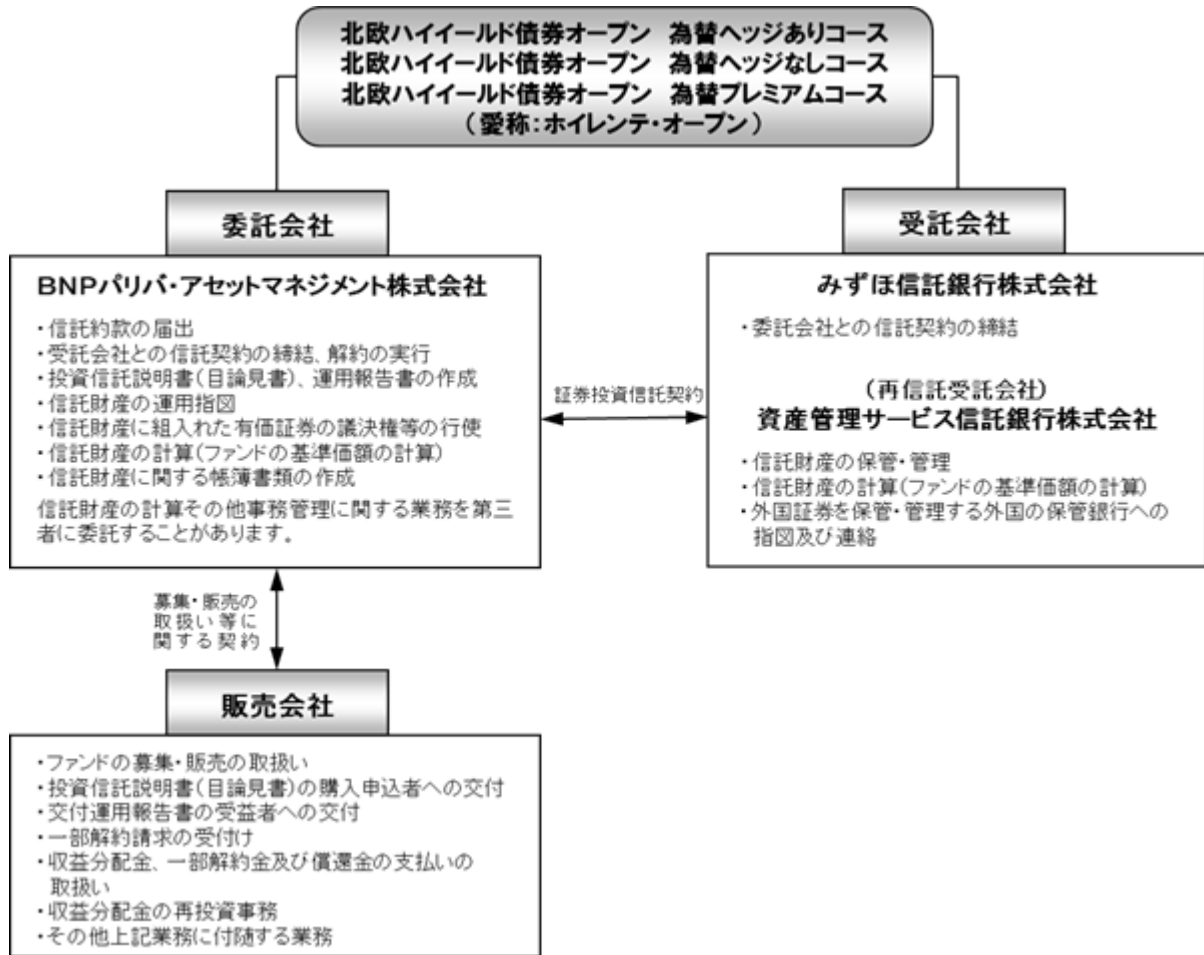 北欧ハイイールド債券オープン 為替ヘッジありコース
北欧ハイイールド債券オープン 為替ヘッジなしコース
北欧ハイイールド債券オープン 為替プレミアムコース
（愛称：ホイレンテ・オープン）
委託会社
BNPパリバ・アセットマネジメント株式会社
・信託約款の届出
・受託会社との信託契約の締結、解約の実行
・投資信託説明書(目論見書)、運用報告書の作成
・信託財産の運用指図
・信託財産に組入れた有価証券の議決権等の行使
・信託財産の計算(ファンドの基準価額の計算)
・信託財産に関する帳簿書類の作成
信託財産の計算その他事務管理に関する業務を第三
者に委託することがあります。
証券投資信託契約
受託会社
みずほ信託銀行株式会社
・委託会社との信託契約の締結
（再信託受託会社）
資産管理サービス信託銀行株式会社
・信託財産の保管・管理
・信託財産の計算(ファンドの基準価額の計算)
・外国証券を保管・管理する外国の保管銀行への
指図及び連絡
募集・販売の
取扱い等に
関する契約
販売会社
・ファンドの募集・販売の取扱い
・投資信託説明書(目論見書)の購入申込者への交付
・交付運用報告書の受益者への交付
・一部解約請求の受付け
・収益分配金、一部解約金及び償還金の支払いの
取扱い
・収益分配金の再投資事務
・その他上記業務に付随する業務